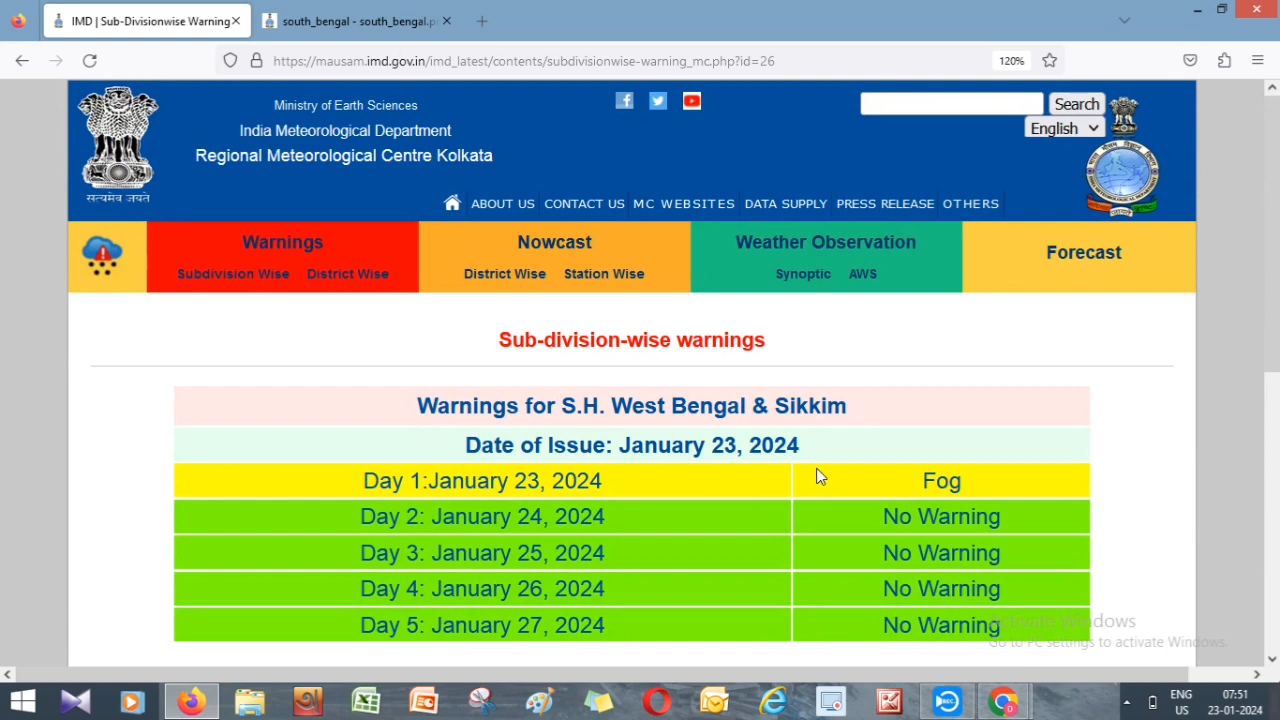 IMD | Sub-Divisionwise Warning
south_bengal - south_bengal.p
https://mausam.imd.gov.in/imd_latest/contents/subdivisionwise-warning_mc.php?id=26
120%
Ministry of Earth Sciences
India Meteorological Department
Regional Meteorological Centre Kolkata
सत्यमेव जयते
Search
English
ABOUT US CONTACT US MC WEBSITES DATA SUPPLY PRESS RELEASE OTHERS
Warnings
Subdivision Wise District Wise
Nowcast
District Wise Station Wise
Weather Observation
Synoptic AWS
Forecast
Sub-division-wise warnings
Warnings for S.H. West Bengal & Sikkim
Date of Issue: January 23, 2024
Day 1:January 23, 2024 Fog
Day 2: January 24, 2024 No Warning
Day 3: January 25, 2024 No Warning
Day 4: January 26, 2024 No Warning
Day 5: January 27, 2024 No Warning
Activate Windows
Go to PC settings to activate Windows.
ENG 07:51
US 23-01-2024